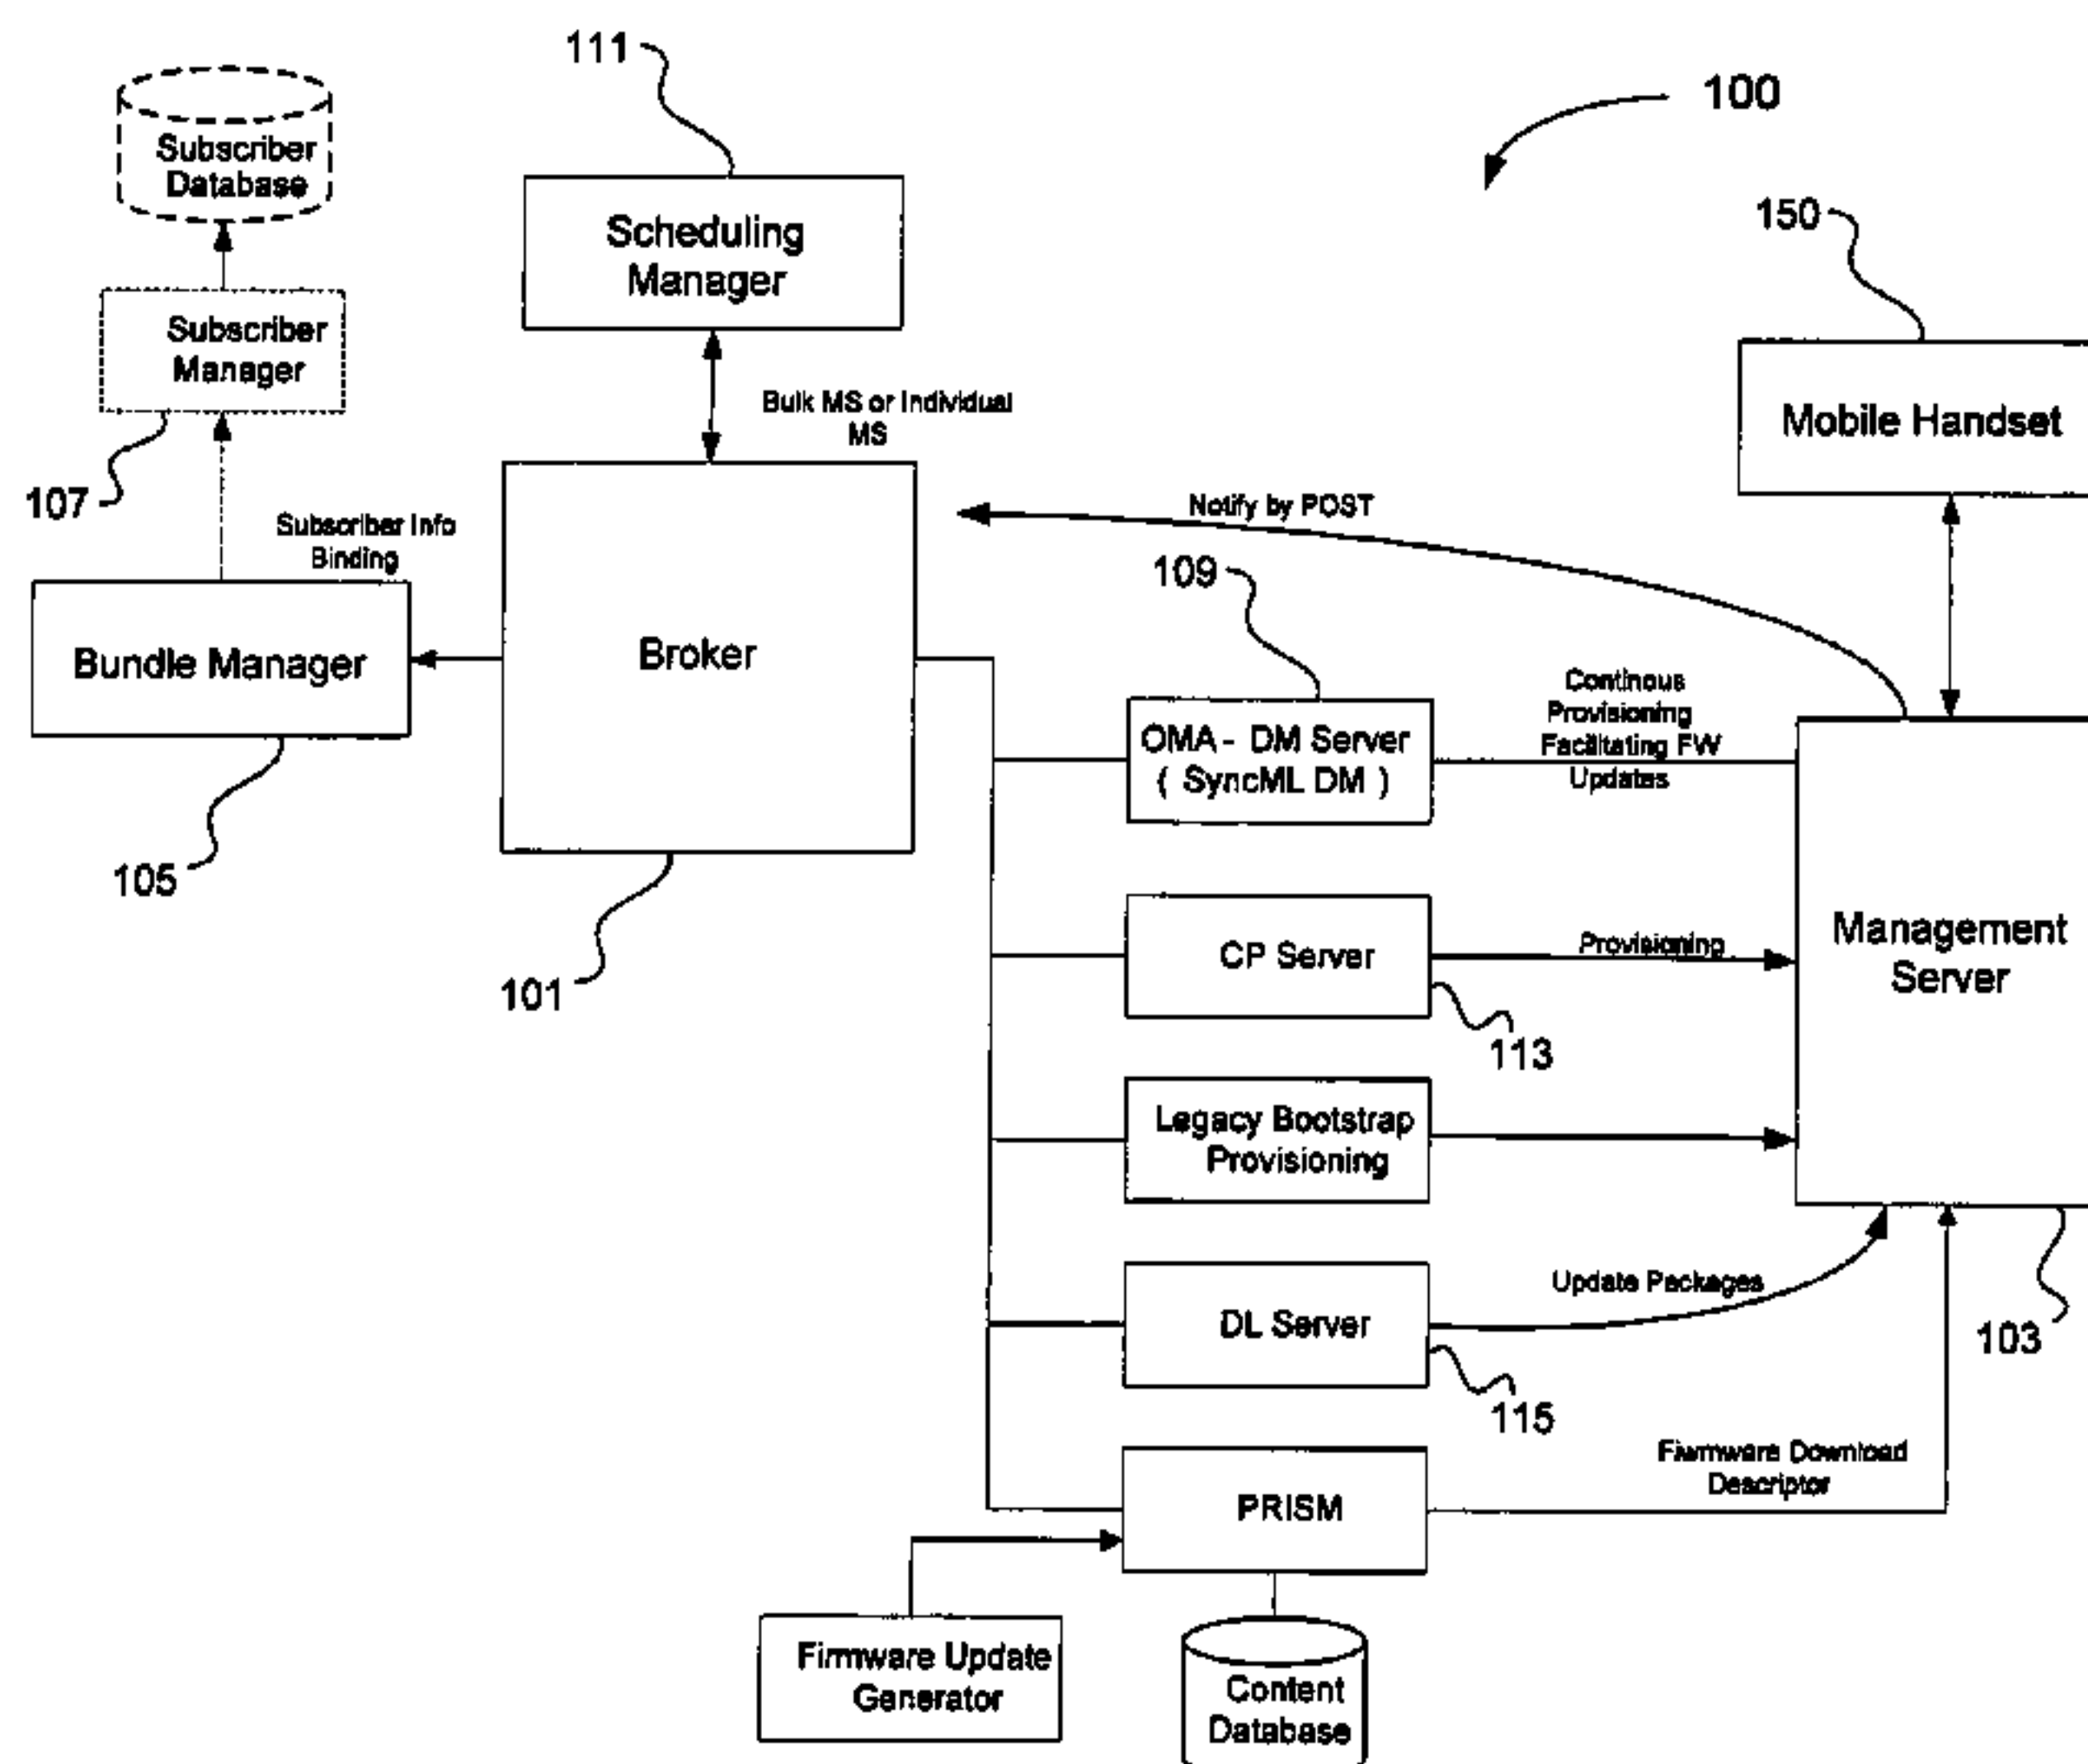 111
100
Subscriber
Database
Scheduling
Manager
150
Subscriber
Manager
Bulk MS or Individual
MS
Mobile Handset
107
Subscriber Info
Binding
Notify by POST
109
Bundle Manager
Broker
Continous
Provisioning
Facilitating FW
Updates
OMA - DM Server
( SyncML DM )
105
101
CP Server
Provisioning
Management
Server
113
Legacy Bootstrap
Provisioning
DL Server
Update Packages
103
115
PRISM
Firmware Download
Descriptor
Firmware Update
Generator
Content
Database